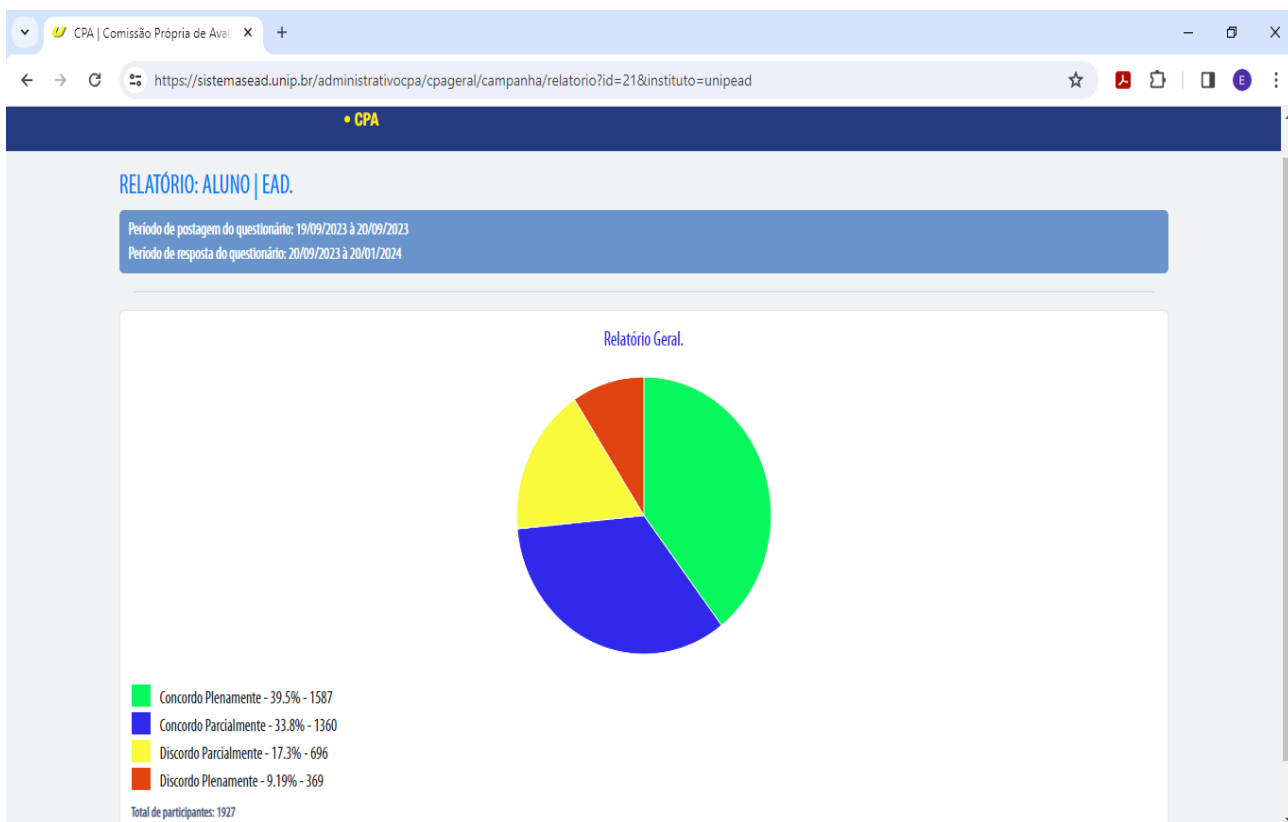 CPA | Comissão Própria de Aval
https://sistemasead.unip.br/administrativocpa/cpageral/campanha/relatorio?id=21&instituto=unipead
E
• CPA
RELATÓRIO: ALUNO | EAD.
Período de postagem do questionário: 19/09/2023 à 20/09/2023
Período de resposta do questionário: 20/09/2023 à 20/01/2024
Relatório Geral.
Concordo Plenamente - 39.5% - 1587
Concordo Parcialmente - 33.8% - 1360
Discordo Parcialmente - 17.3% - 696
Discordo Plenamente - 9.19% - 369
Total de participantes: 1927